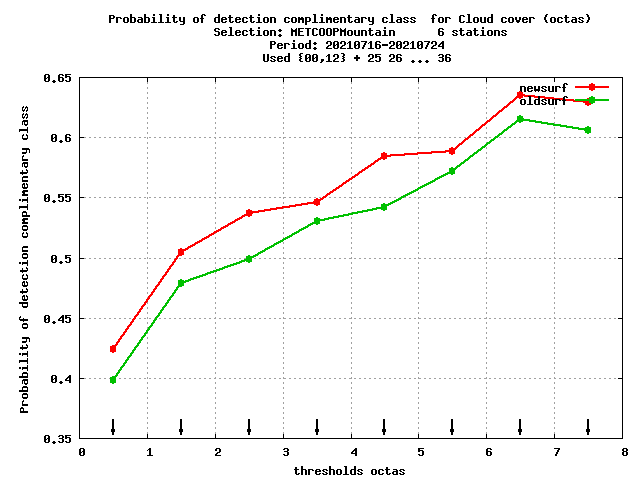 Probability of detection complimentary class  for Cloud cover (octas)
Selection: METCOOPMountain      6 stations
Period: 20210716-20210724
Used {00,12} + 25 26 ... 36
newsurf
oldsurf
Probability of detection complimentary class
0.65
0.6
0.55
0.5
0.45
0.4
0.35
0 1 2 3 4 5 6 7 8
thresholds octas